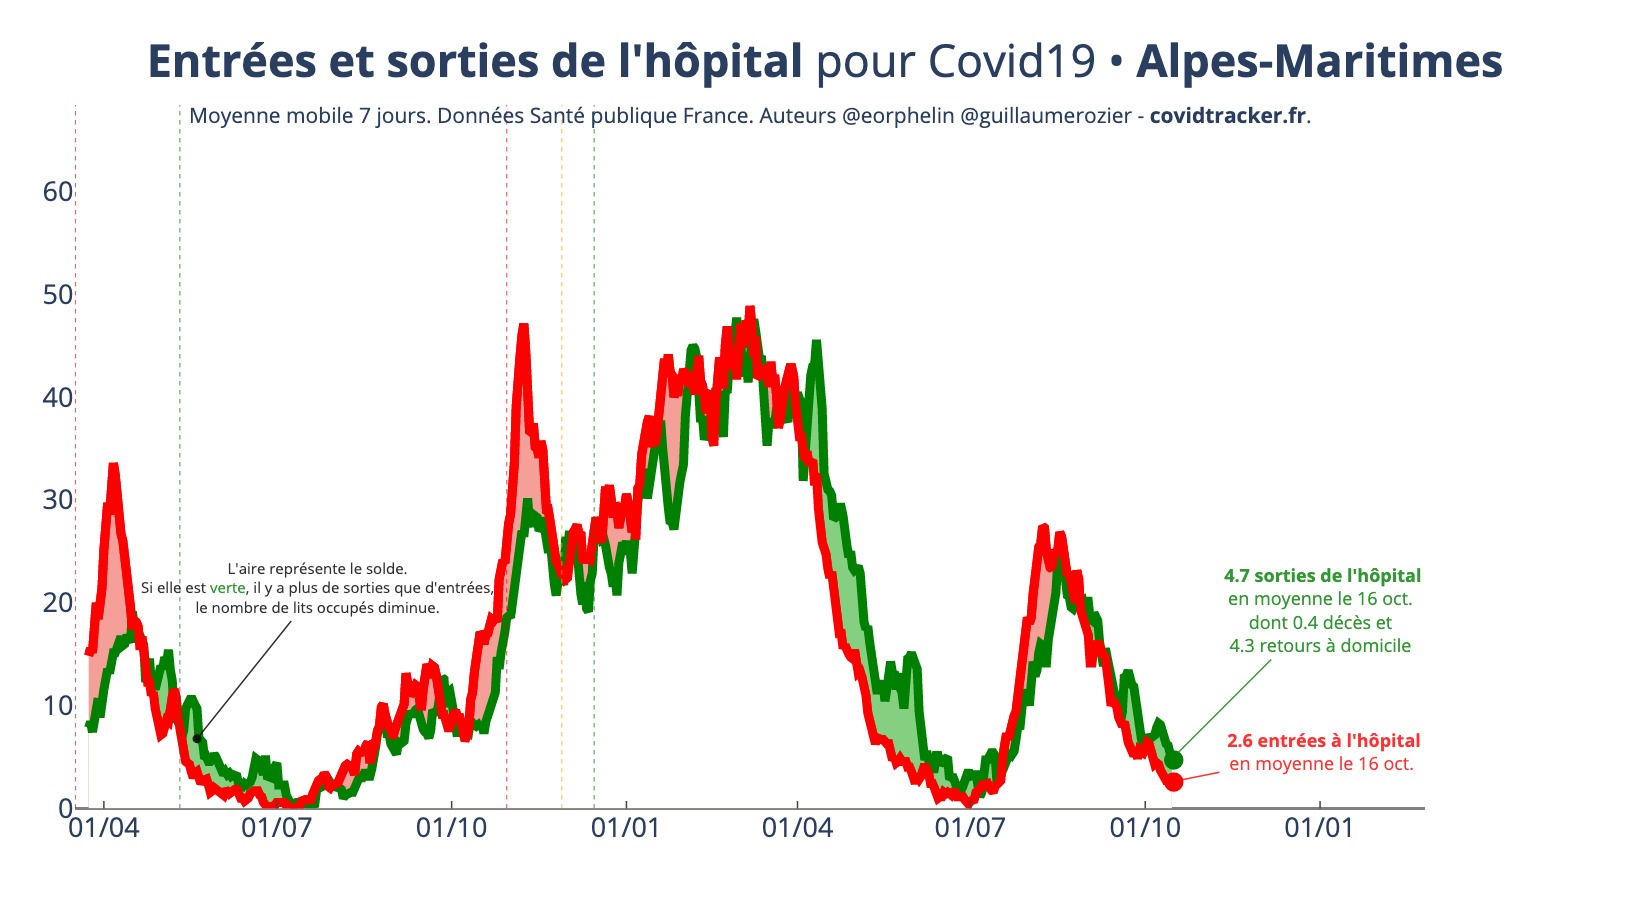 Entrées et sorties de l'hôpital pour Covid19 • Alpes-Maritimes
Moyenne mobile 7 jours. Données Santé publique France. Auteurs @eorphelin @guillaumerozier - covidtracker.fr.
60
50
40
30
20
10
0
L'aire représente le solde.
Si elle est verte, il y a plus de sorties que d'entrées,
le nombre de lits occupés diminue.
4.7 sorties de l'hôpital
en moyenne le 16 oct.
dont 0.4 décès et
4.3 retours à domicile
2.6 entrées à l'hôpital
en moyenne le 16 oct.
01/04 01/07 01/10 01/01 01/04 01/07 01/10 01/01